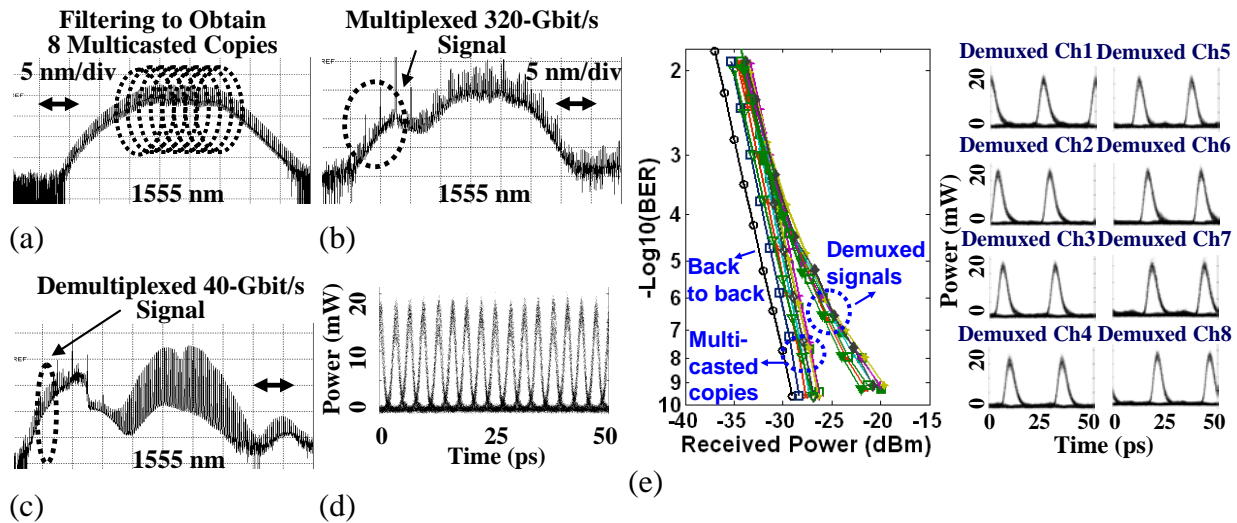 Filtering to Obtain
8 Multicasted Copies
5 nm/div
REF
1555 nm
(a)
Multiplexed 320-Gbit/s
Signal
5 nm/div
REF
1555 nm
(b)
Demultiplexed 40-Gbit/s
Signal
REF
1555 nm
(c)
Power (mW)
20
10
0
0
25
50
Time (ps)
(d)
-Log10(BER)
2
3
4
5
6
7
8
9
10
Back
to back
Demuxed
signals
Multi-
casted
copies
-40
-35
-30
-25
-20
-15
Received Power (dBm)
(e)
Demuxed Ch1
Demuxed Ch5
Demuxed Ch2
Demuxed Ch6
Demuxed Ch3
Demuxed Ch7
Demuxed Ch4
Demuxed Ch8
Power (mW)
0 20
0 20
0 20
0 20
0 25 50
0 25 50
Time (ps)